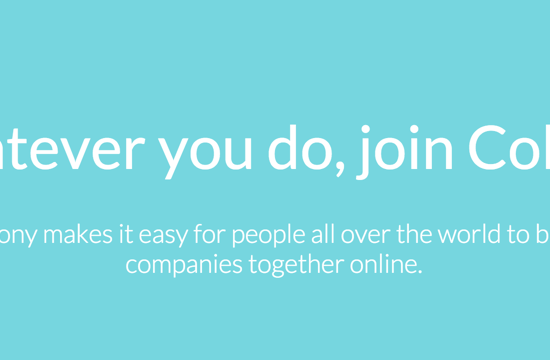 atever you do, join Col
ony makes it easy for people all over the world to b
companies together online.